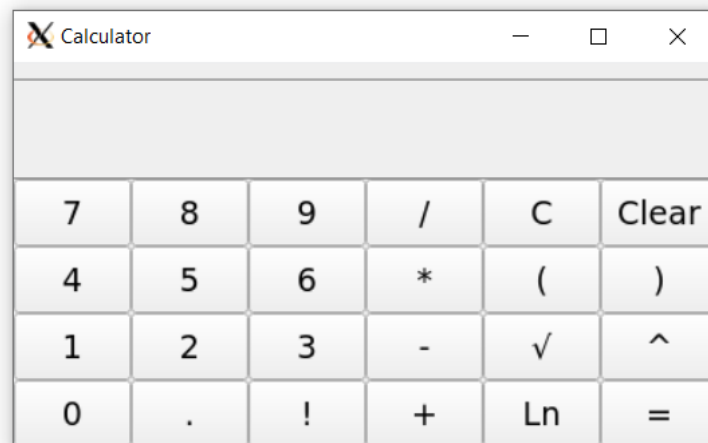 Calculator
7 8 9 / C Clear
4 5 6 * ( )
1 2 3 - √ ^
0 . ! + Ln =